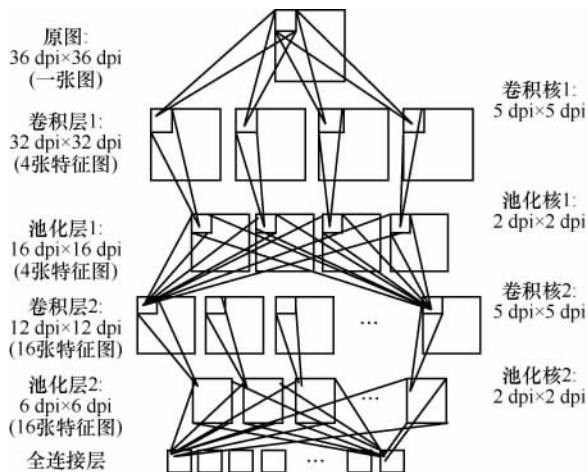 原图:
36 dpi×36 dpi
(一张图)
卷积核1:
5 dpi×5 dpi
卷积层1:
32 dpi×32 dpi
(4张特征图)
池化核1:
2 dpi×2 dpi
池化层1:
16 dpi×16 dpi
(4张特征图)
卷积核2:
5 dpi×5 dpi
卷积层2:
12 dpi×12 dpi
(16张特征图)
...
池化核2:
2 dpi×2 dpi
池化层2:
6 dpi×6 dpi
(16张特征图)
...
全连接层
...